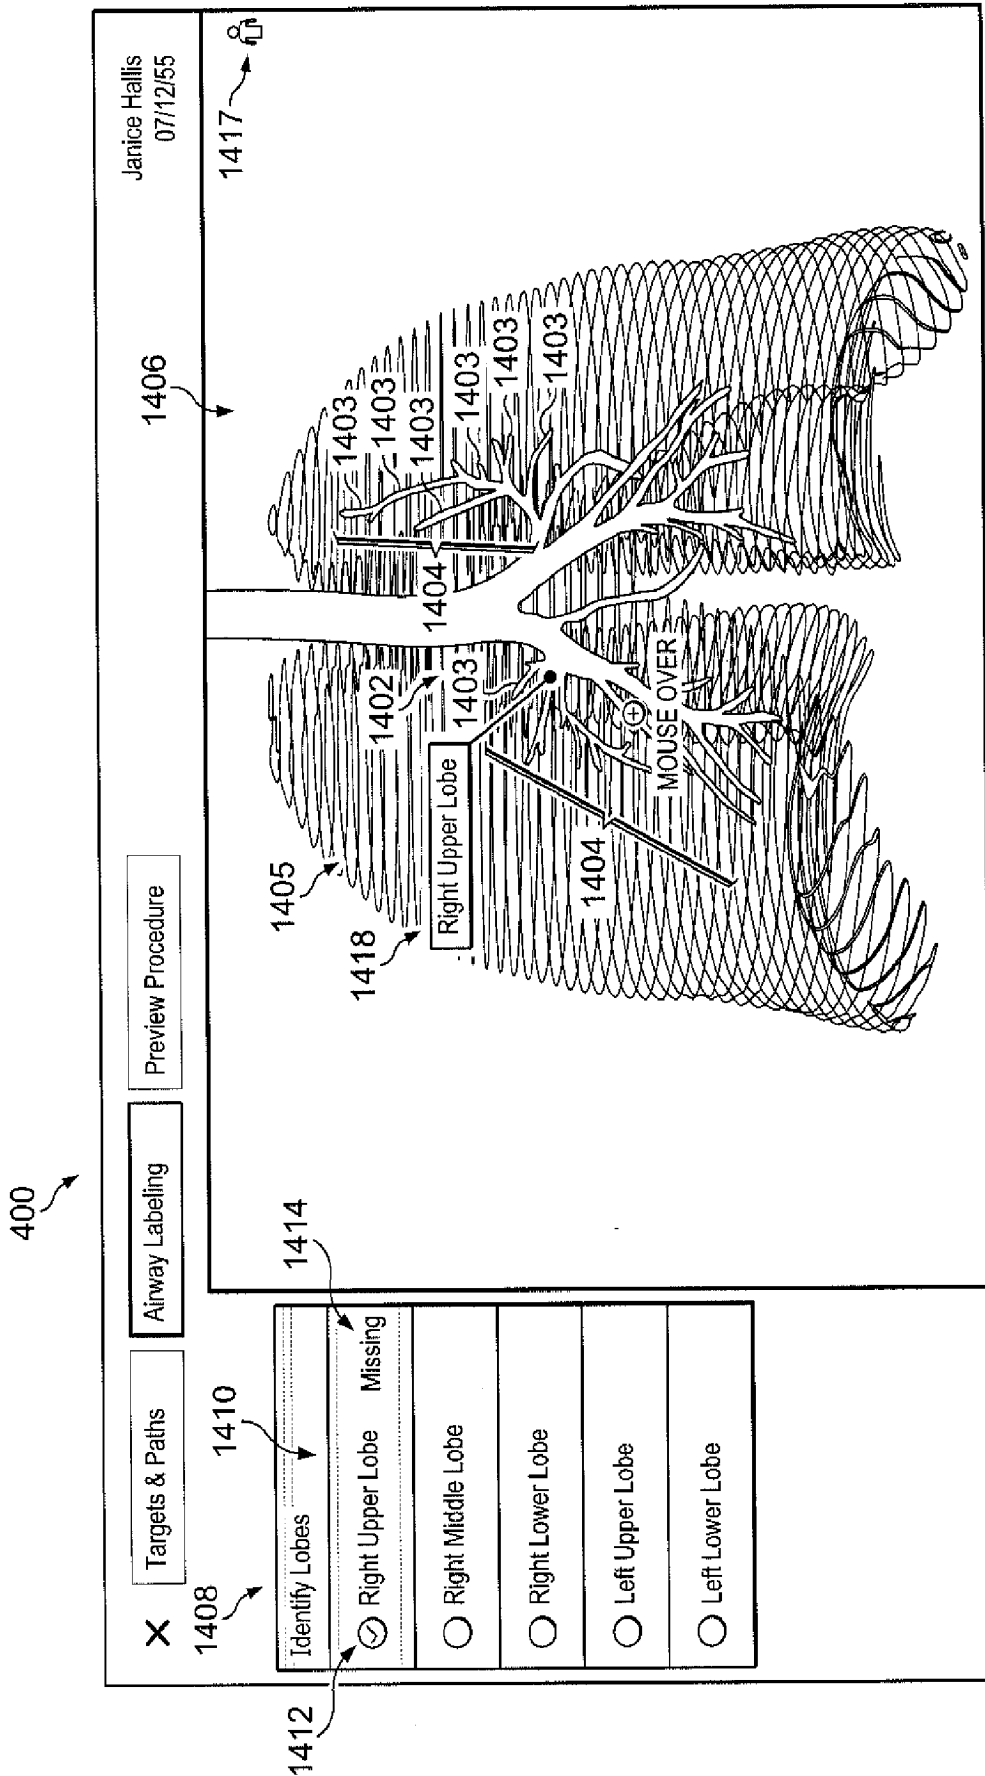 400
X
Targets & Paths
Airway Labeling
Preview Procedure
Janice Hallis
07/12/55
1408
1410
1414
1412
Identify Lobes
Right Upper Lobe
Missing
Right Middle Lobe
Right Lower Lobe
Left Upper Lobe
Left Lower Lobe
1406
1417
1405
1418
Right Upper Lobe
1402
1403
1404
1403
1403
1403
1403
1403
1403
1404
MOUSE OVER